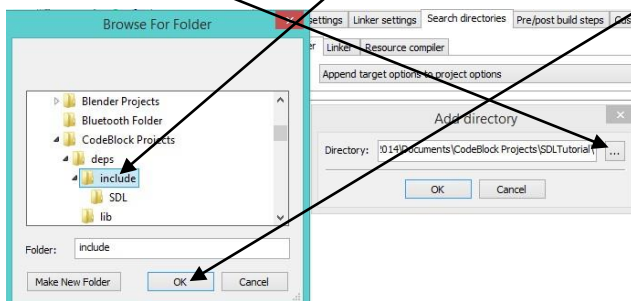 Browse For Folder
Blender Projects
Bluetooth Folder
CodeBlock Projects
deps
include
SDL
lib
Folder: include
Make New Folder OK Cancel
settings Linker settings Search directories Pre/post build steps
Linker Resource compiler
Append target options to project options
Add directory
Directory: 014\Documents\CodeBlock Projects\SDLTutorial\ ...
OK Cancel